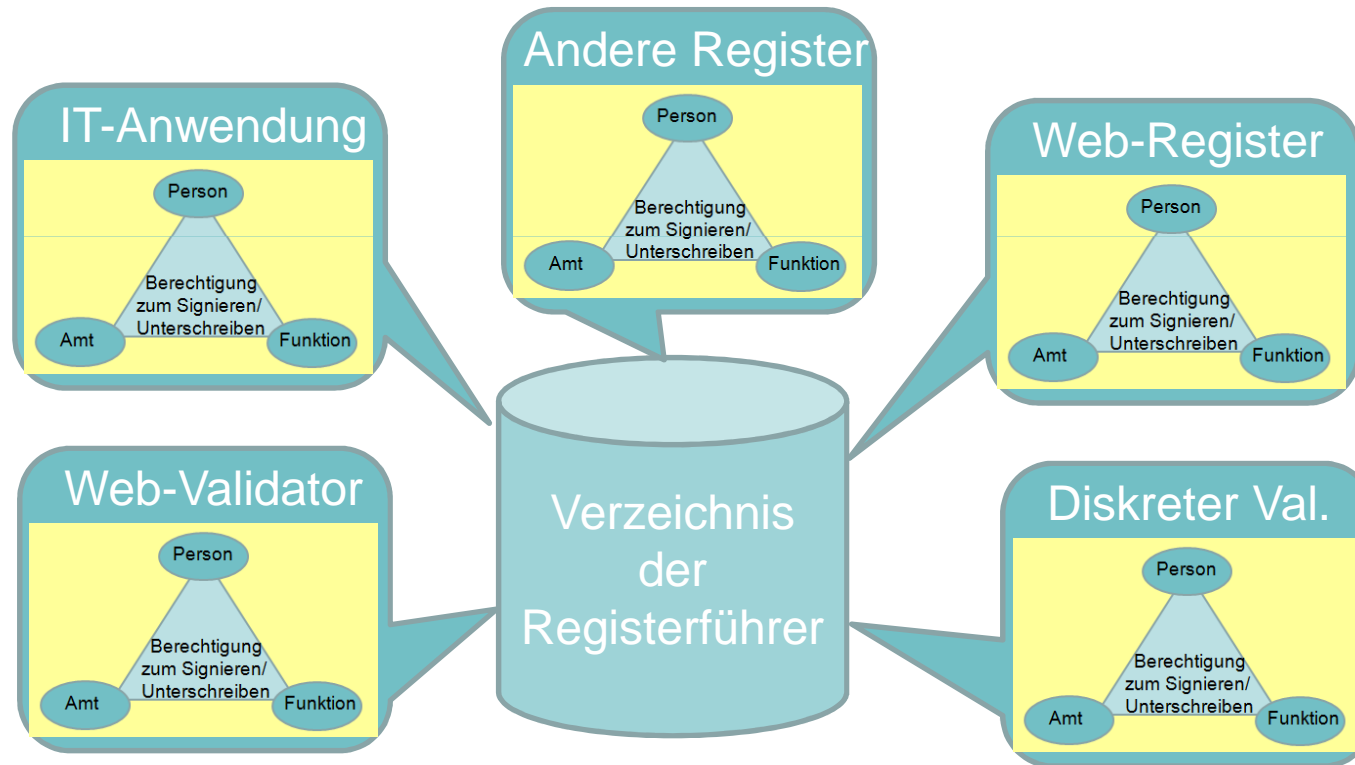 Andere Register
Person
Berechtigung
zum Signieren/
Unterschreiben
Amt
Funktion
IT-Anwendung
Person
Berechtigung
zum Signieren/
Unterschreiben
Amt
Funktion
Web-Register
Person
Berechtigung
zum Signieren/
Unterschreiben
Amt
Funktion
Web-Validator
Person
Berechtigung
zum Signieren/
Unterschreiben
Amt
Funktion
Verzeichnis
der
Registerführer
Diskreter Val.
Person
Berechtigung
zum Signieren/
Unterschreiben
Amt
Funktion